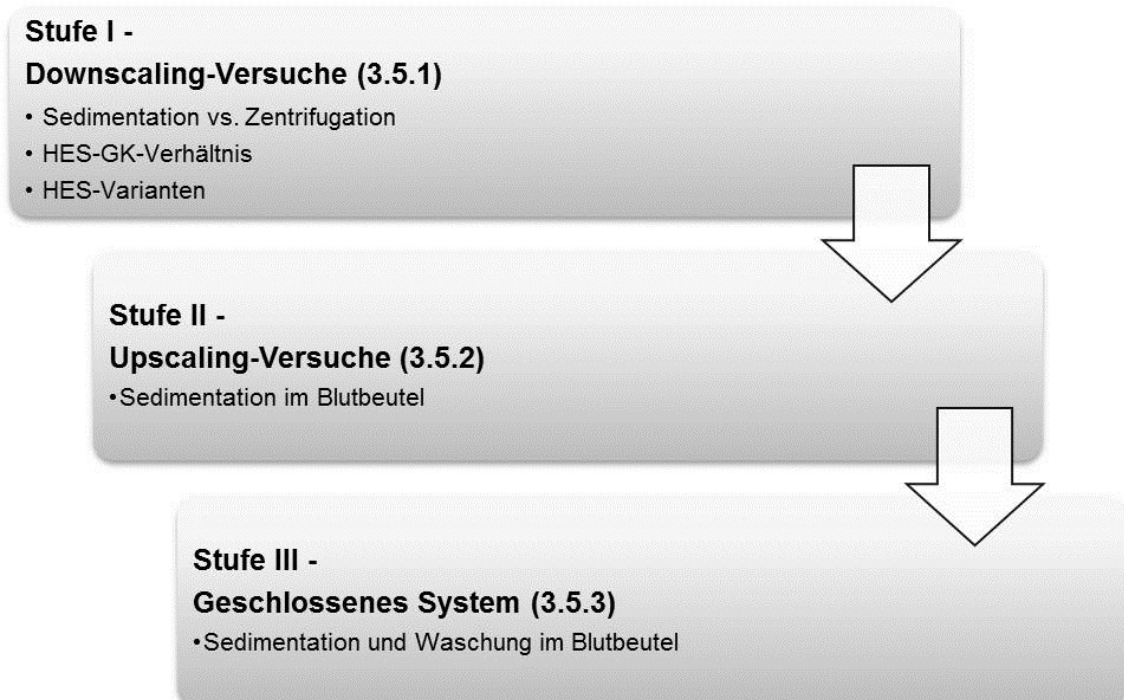 Stufe I -
Downscaling-Versuche (3.5.1)
• Sedimentation vs. Zentrifugation
• HES-GK-Verhältnis
• HES-Varianten
Stufe II -
Upscaling-Versuche (3.5.2)
•Sedimentation im Blutbeutel
Stufe III -
Geschlossenes System (3.5.3)
•Sedimentation und Waschung im Blutbeutel